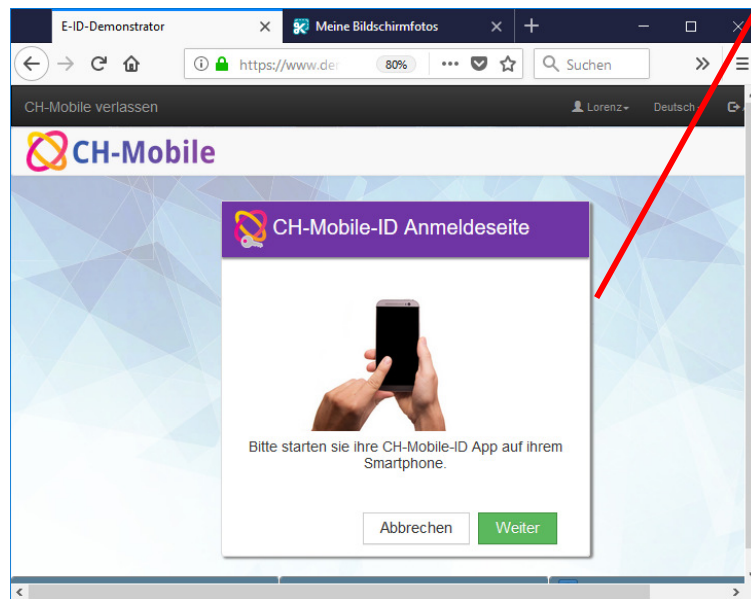 E-ID-Demonstrator
Meine Bildschirmfotos
https://www.der
80%
Suchen
CH-Mobile verlassen
Lorenz
Deutsch
CH-Mobile
CH-Mobile-ID Anmeldeseite
Bitte starten sie ihre CH-Mobile-ID App auf ihrem
Smartphone.
Abbrechen
Weiter